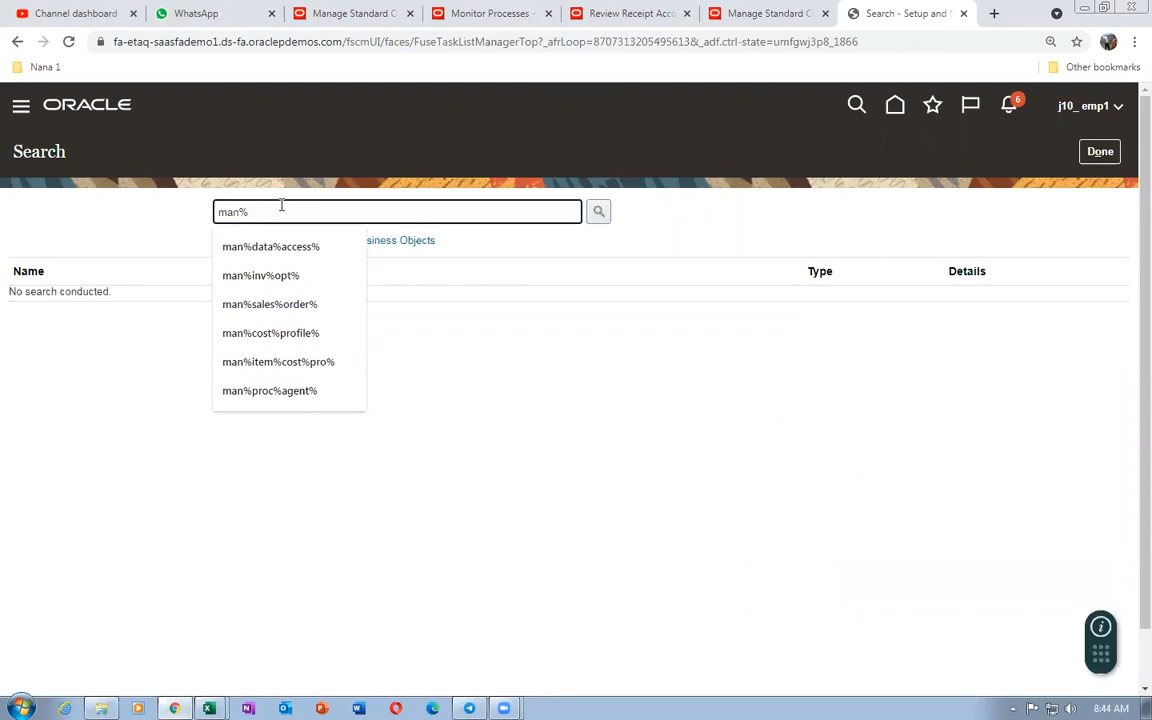 Channel dashboard
WhatsApp
Manage Standard C
Monitor Processes -
Review Receipt Acc
Manage Standard C
Search - Setup and
fa-etaq-saasfademo1.ds-fa.oraclepdemos.com/fscmUI/faces/FuseTaskListManagerTop?_afrLoop=8707313205495613&_adf.ctrl-state=umfgwj3p8_1866
Nana 1
Other bookmarks
ORACLE
6
j10_ emp1
Search
Done
man%
man%data%access%
man%inv%opt%
man%sales%order%
man%cost%profile%
man%item%cost%pro%
man%proc%agent%
siness Objects
Name
Type
Details
No search conducted.
8:44 AM